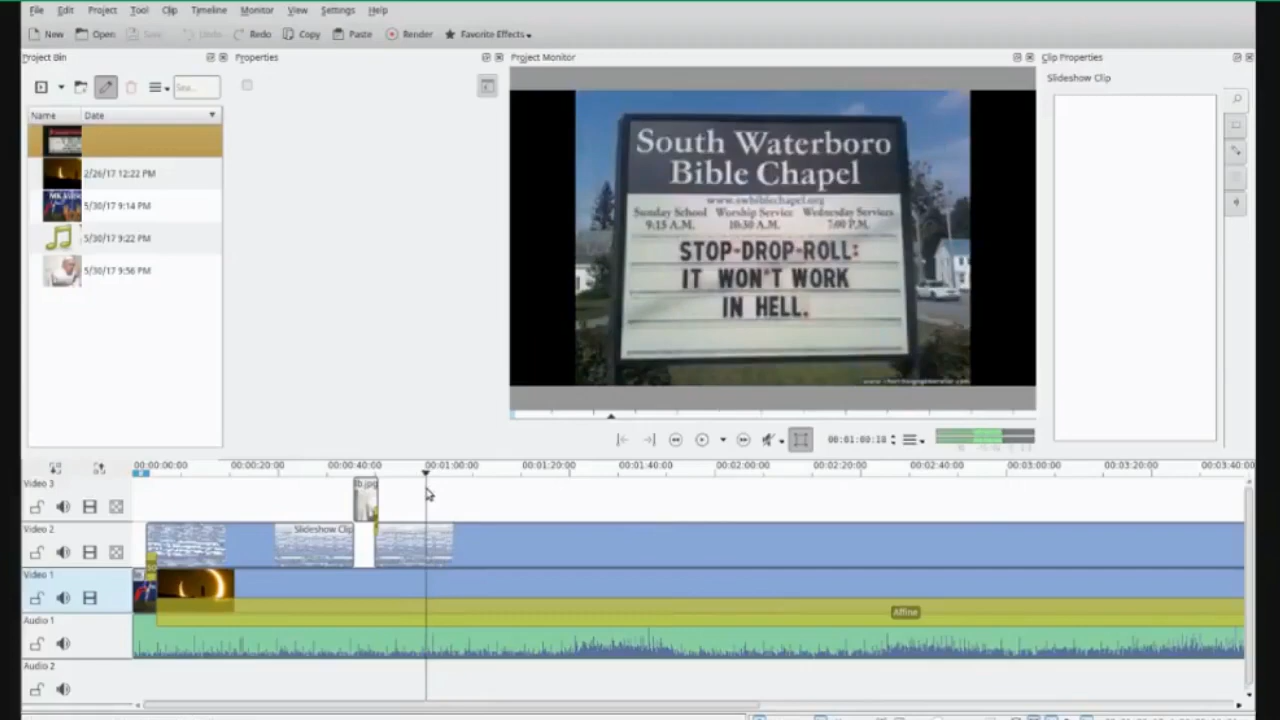 File Edit Project Tool Clip Timeline Monitor View Settings Help
New Open Save Undo Redo Copy Paste Render Favorite Effects
Project Bin Properties Project Monitor Clip Properties
Slideshow Clip
Sea...
Name Date
2/26/17 12:22 PM
5/30/17 9:14 PM
5/30/17 9:22 PM
5/30/17 9:56 PM
South Waterboro
Bible Chapel
www.swbiblechapel.org
Sunday School Worship Service Wednesday Services
9:15 A.M. 10:30 A.M. 7:00 P.M.
STOP-DROP-ROLL:
IT WON'T WORK
IN HELL.
00:01:00:18
00:00:00:00 00:00:20:00 00:00:40:00 00:01:00:00 00:01:20:00 00:01:40:00 00:02:00:00 00:02:20:00 00:02:40:00 00:03:00:00 00:03:20:00 00:03:40:00
Video 3
Video 2
Slideshow Clip
Video 1
Affine
Audio 1
Audio 2